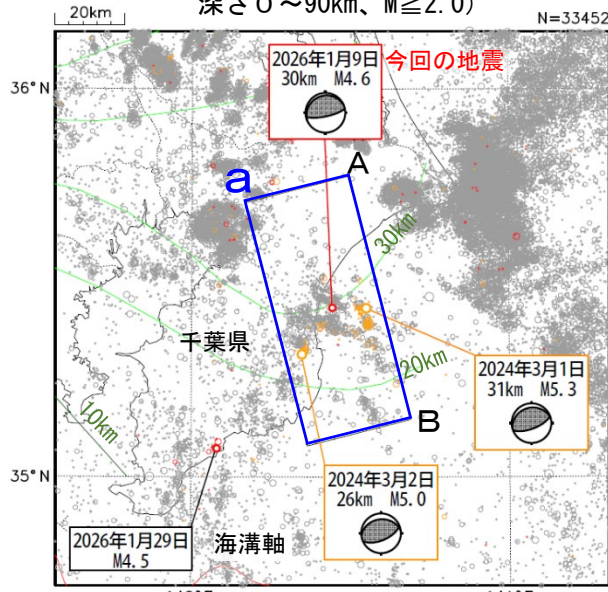 深さ0～90km、M≧2.0)
20km
N=33452
36°N
2026年1月9日
30km M4.6
今回の地震
A
a
30km
千葉県
20km
10km
2024年3月1日
31km M5.3
B
35°N
2024年3月2日
26km M5.0
2026年1月29日
M4.5
海溝軸